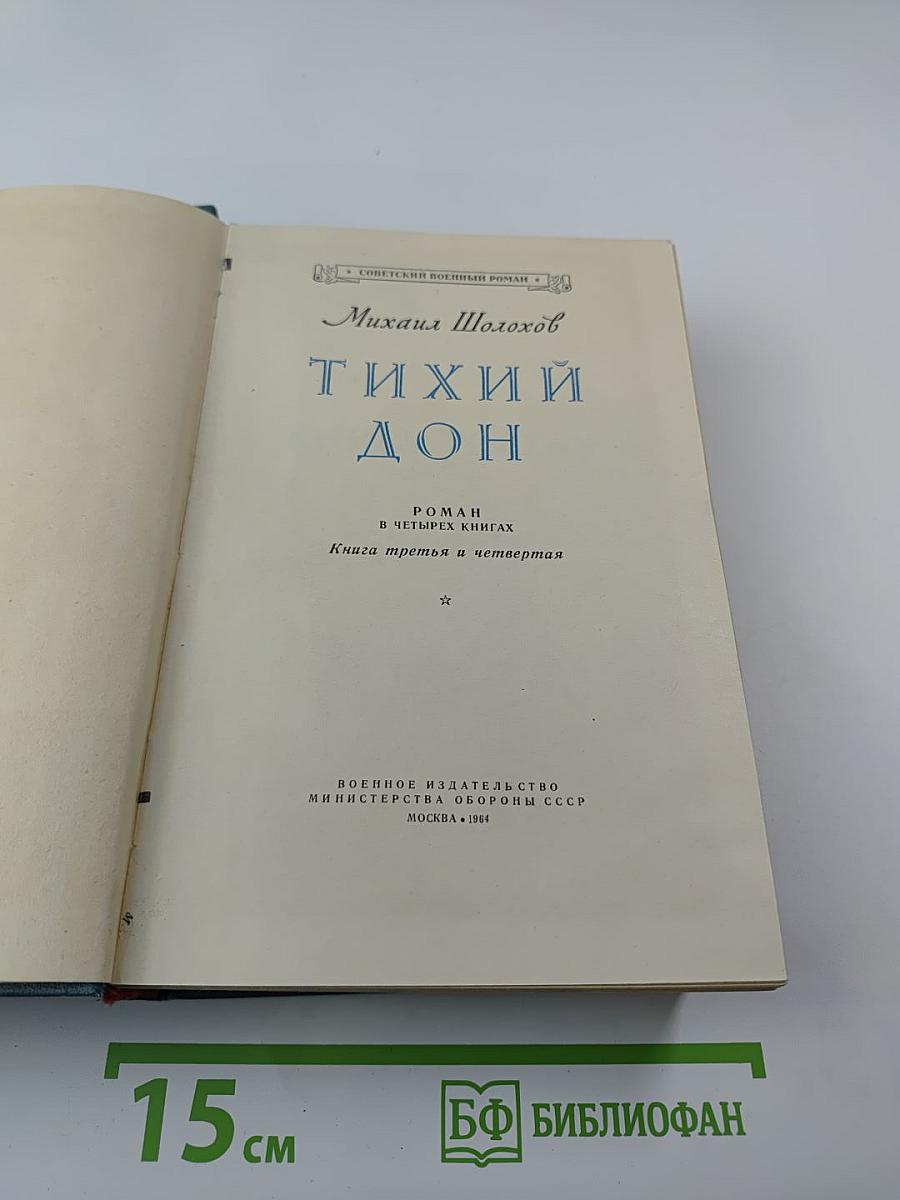 ★ СОВЕТСКИЙ ВОЕННЫЙ РОМАН ★
Михаил Шолохов
ТИХИЙ
ДОН
РОМАН
В ЧЕТЫРЕХ КНИГАХ
Книга третья и четвертая
☆
ВОЕННОЕ ИЗДАТЕЛЬСТВО
МИНИСТЕРСТВА ОБОРОНЫ СССР
МОСКВА • 1964
15 см
БФ БИБЛИОФАН